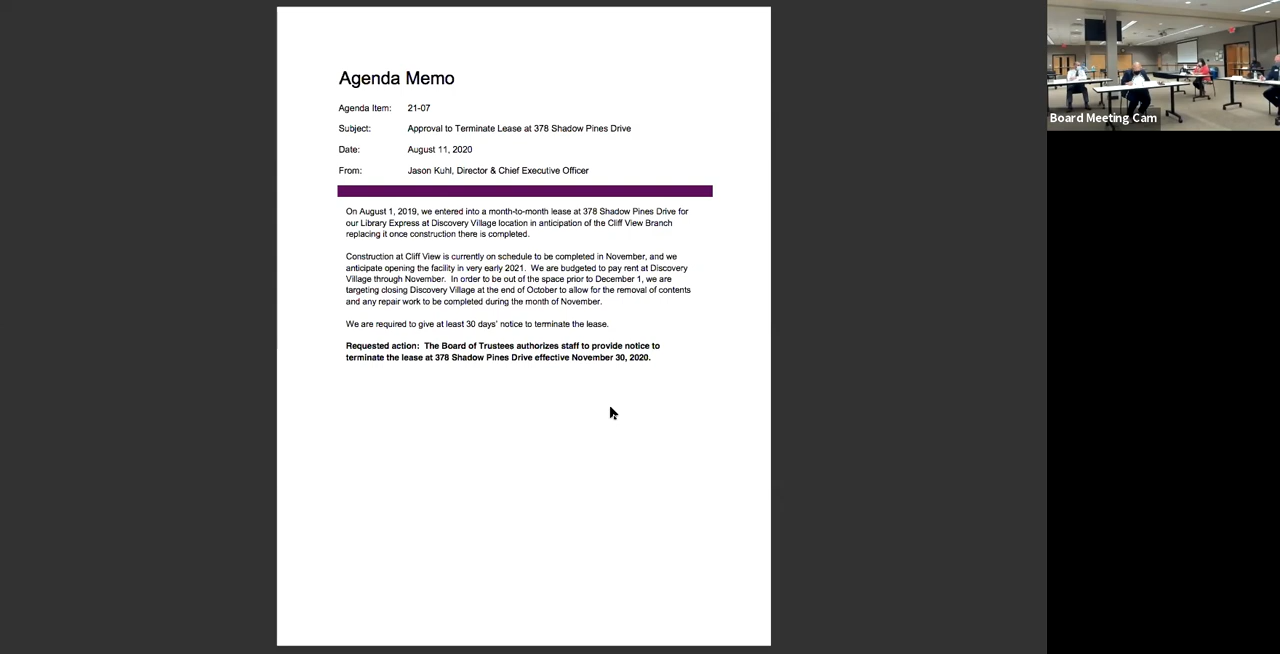 Agenda Memo
Agenda Item: 21-07
Subject: Approval to Terminate Lease at 378 Shadow Pines Drive
Date: August 11, 2020
From: Jason Kuhl, Director & Chief Executive Officer
On August 1, 2019, we entered into a month-to-month lease at 378 Shadow Pines Drive for
our Library Express at Discovery Village location in anticipation of the Cliff View Branch
replacing it once construction there is completed.
Construction at Cliff View is currently on schedule to be completed in November, and we
anticipate opening the facility in very early 2021. We are budgeted to pay rent at Discovery
Village through November. In order to be out of the space prior to December 1, we are
targeting closing Discovery Village at the end of October to allow for the removal of contents
and any repair work to be completed during the month of November.
We are required to give at least 30 days' notice to terminate the lease.
Requested action: The Board of Trustees authorizes staff to provide notice to
terminate the lease at 378 Shadow Pines Drive effective November 30, 2020.
Board Meeting Cam